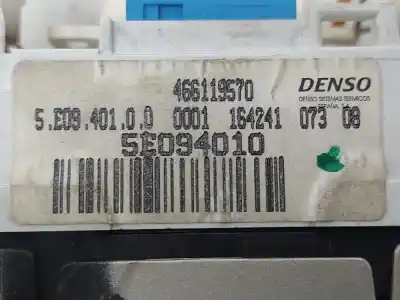 466119570
DENSO
DENSO SISTEMAS TERMICOS
ESPAÑA, S.A.
5.E09.401.0.0 0001 164241 073 08
5E094010